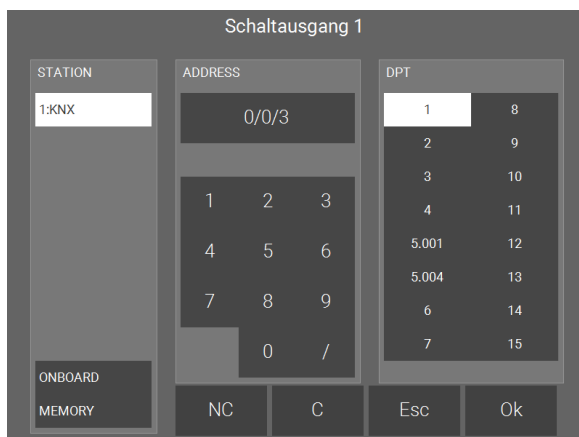 Schaltausgang 1
STATION
1:KNX
ONBOARD
MEMORY
ADDRESS
0/0/3
1 2 3
4 5 6
7 8 9
0 /
DPT
1 8
2 9
3 10
4 11
5.001 12
5.004 13
6 14
7 15
NC C Esc Ok